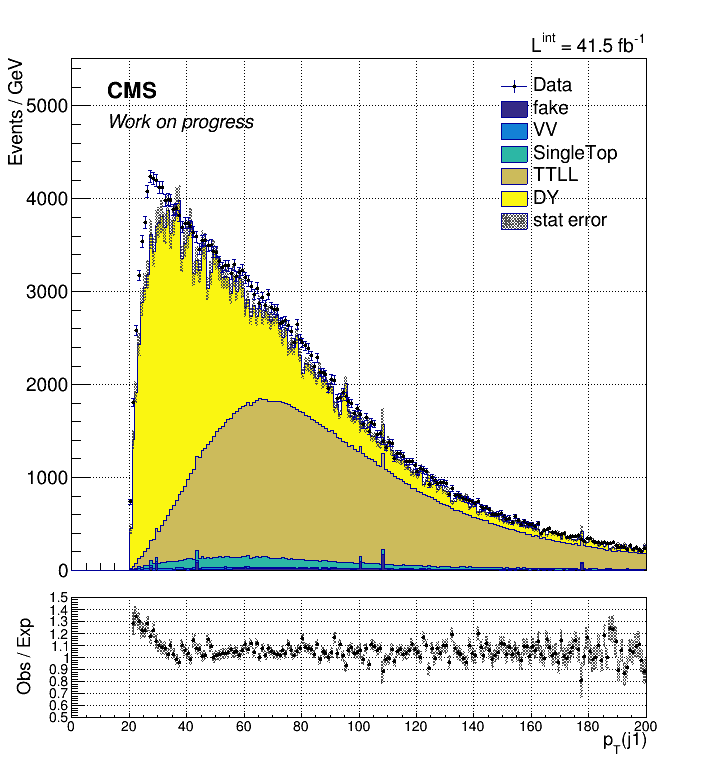 L^int = 41.5 fb^-1
Events / GeV
CMS
Work on progress
Data
fake
VV
SingleTop
TTLL
DY
stat error
5000
4000
3000
2000
1000
0
Obs / Exp
1.5
1.4
1.3
1.2
1.1
1
0.9
0.8
0.7
0.6
0.5
0 20 40 60 80 100 120 140 160 180 200
p_T(j1)